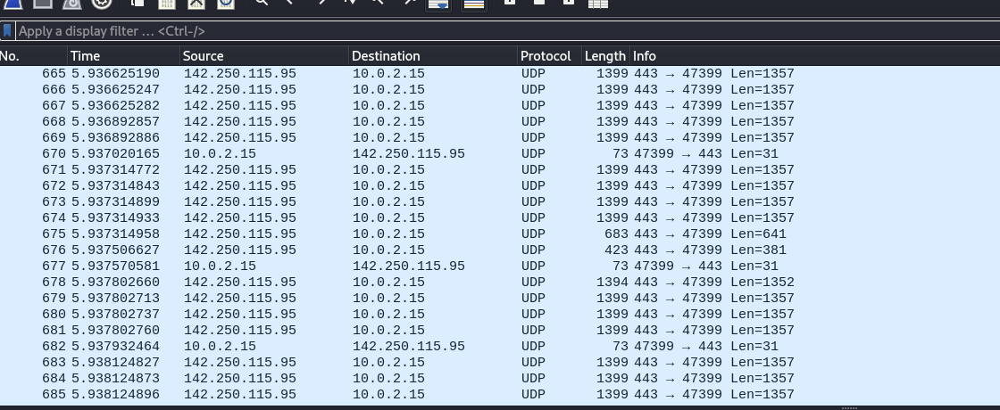 Apply a display filter … <Ctrl-/>
No. Time Source Destination Protocol Length Info
665 5.936625190 142.250.115.95 10.0.2.15 UDP 1399 443 → 47399 Len=1357
666 5.936625247 142.250.115.95 10.0.2.15 UDP 1399 443 → 47399 Len=1357
667 5.936625282 142.250.115.95 10.0.2.15 UDP 1399 443 → 47399 Len=1357
668 5.936892857 142.250.115.95 10.0.2.15 UDP 1399 443 → 47399 Len=1357
669 5.936892886 142.250.115.95 10.0.2.15 UDP 1399 443 → 47399 Len=1357
670 5.937020165 10.0.2.15 142.250.115.95 UDP 73 47399 → 443 Len=31
671 5.937314772 142.250.115.95 10.0.2.15 UDP 1399 443 → 47399 Len=1357
672 5.937314843 142.250.115.95 10.0.2.15 UDP 1399 443 → 47399 Len=1357
673 5.937314899 142.250.115.95 10.0.2.15 UDP 1399 443 → 47399 Len=1357
674 5.937314933 142.250.115.95 10.0.2.15 UDP 1399 443 → 47399 Len=1357
675 5.937314958 142.250.115.95 10.0.2.15 UDP 683 443 → 47399 Len=641
676 5.937506627 142.250.115.95 10.0.2.15 UDP 423 443 → 47399 Len=381
677 5.937570581 10.0.2.15 142.250.115.95 UDP 73 47399 → 443 Len=31
678 5.937802660 142.250.115.95 10.0.2.15 UDP 1394 443 → 47399 Len=1352
679 5.937802713 142.250.115.95 10.0.2.15 UDP 1399 443 → 47399 Len=1357
680 5.937802737 142.250.115.95 10.0.2.15 UDP 1399 443 → 47399 Len=1357
681 5.937802760 142.250.115.95 10.0.2.15 UDP 1399 443 → 47399 Len=1357
682 5.937932464 10.0.2.15 142.250.115.95 UDP 73 47399 → 443 Len=31
683 5.938124827 142.250.115.95 10.0.2.15 UDP 1399 443 → 47399 Len=1357
684 5.938124873 142.250.115.95 10.0.2.15 UDP 1399 443 → 47399 Len=1357
685 5.938124896 142.250.115.95 10.0.2.15 UDP 1399 443 → 47399 Len=1357